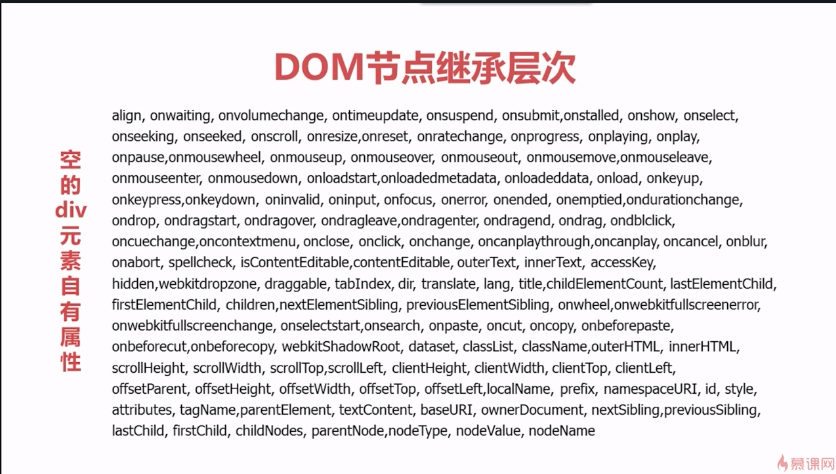 DOM节点继承层次
空的div元素自有属性
align, onwaiting, onvolumechange, ontimeupdate, onsuspend, onsubmit,onstalled, onshow, onselect,
onseeking, onseeked, onscroll, onresize,onreset, onratechange, onprogress, onplaying, onplay,
onpause,onmousewheel, onmouseup, onmouseover, onmouseout, onmousemove,onmouseleave,
onmouseenter, onmousedown, onloadstart,onloadedmetadata, onloadeddata, onload, onkeyup,
onkeypress,onkeydown, oninvalid, oninput, onfocus, onerror, onended, onemptied,ondurationchange,
ondrop, ondragstart, ondragover, ondragleave,ondragenter, ondragend, ondrag, ondblclick,
oncuechange,oncontextmenu, onclose, onclick, onchange, oncanplaythrough,oncanplay, oncancel, onblur,
onabort, spellcheck, isContentEditable,contentEditable, outerText, innerText, accessKey,
hidden,webkitdropzone, draggable, tabIndex, dir, translate, lang, title,childElementCount, lastElementChild,
firstElementChild, children,nextElementSibling, previousElementSibling, onwheel,onwebkitfullscreenerror,
onwebkitfullscreenchange, onselectstart,onsearch, onpaste, oncut, oncopy, onbeforepaste,
onbeforecut,onbeforecopy, webkitShadowRoot, dataset, classList, className,outerHTML, innerHTML,
scrollHeight, scrollWidth, scrollTop,scrollLeft, clientHeight, clientWidth, clientTop, clientLeft,
offsetParent, offsetHeight, offsetWidth, offsetTop, offsetLeft,localName, prefix, namespaceURI, id, style,
attributes, tagName,parentElement, textContent, baseURI, ownerDocument, nextSibling,previousSibling,
lastChild, firstChild, childNodes, parentNode,nodeType, nodeValue, nodeName
慕课网